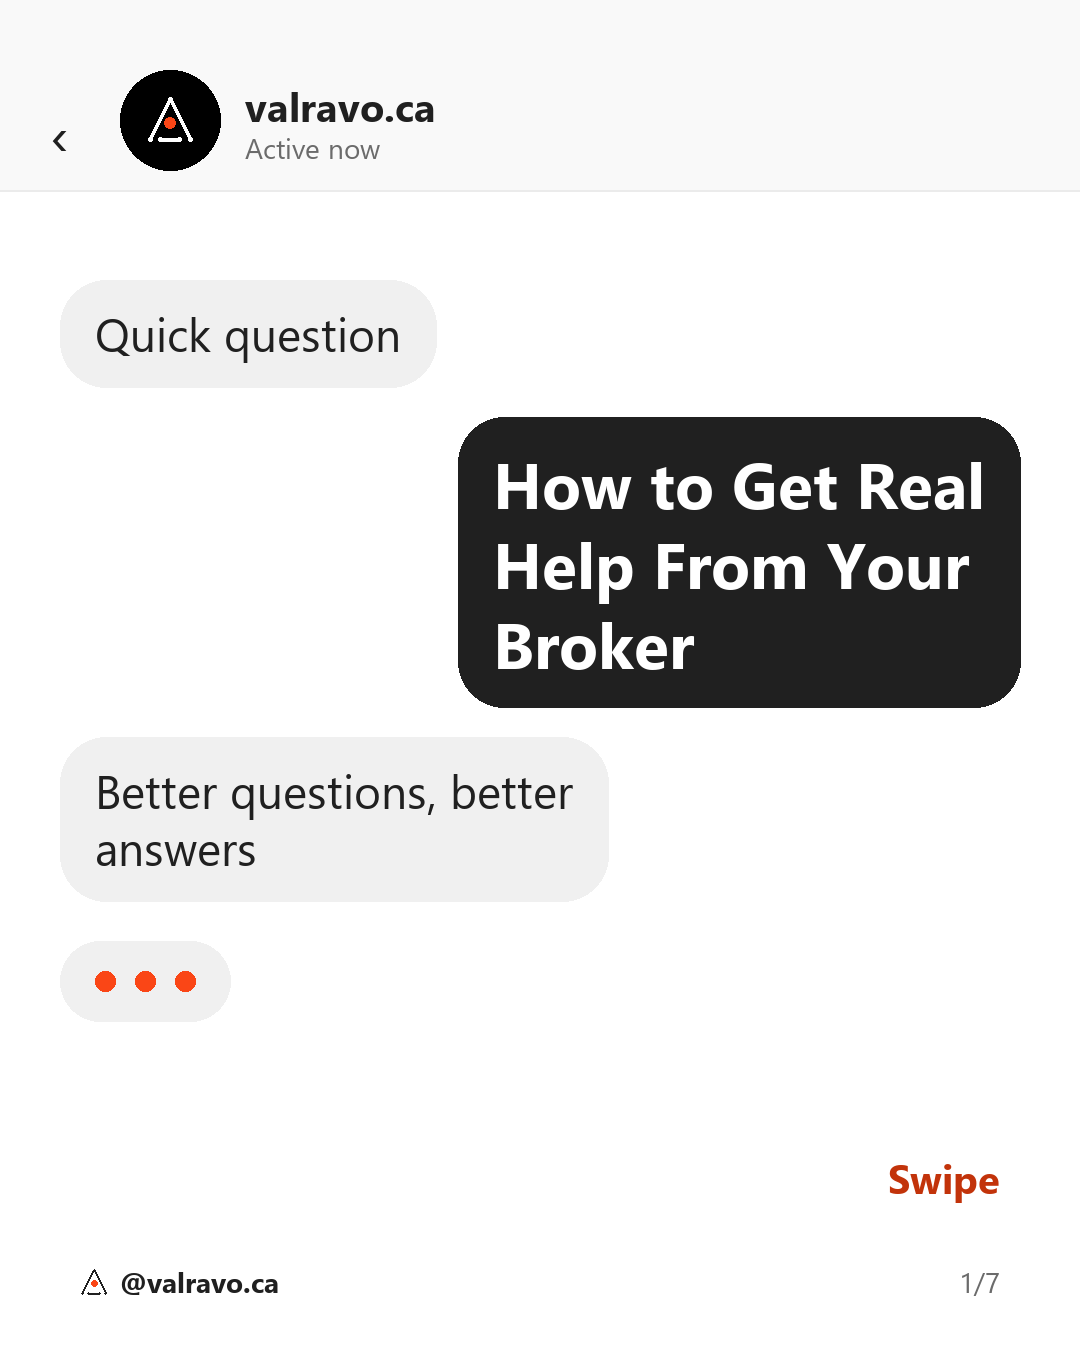 valravo.ca
Active now
Quick question
How to Get Real
Help From Your
Broker
Better questions, better
answers
Swipe
@valravo.ca
1/7